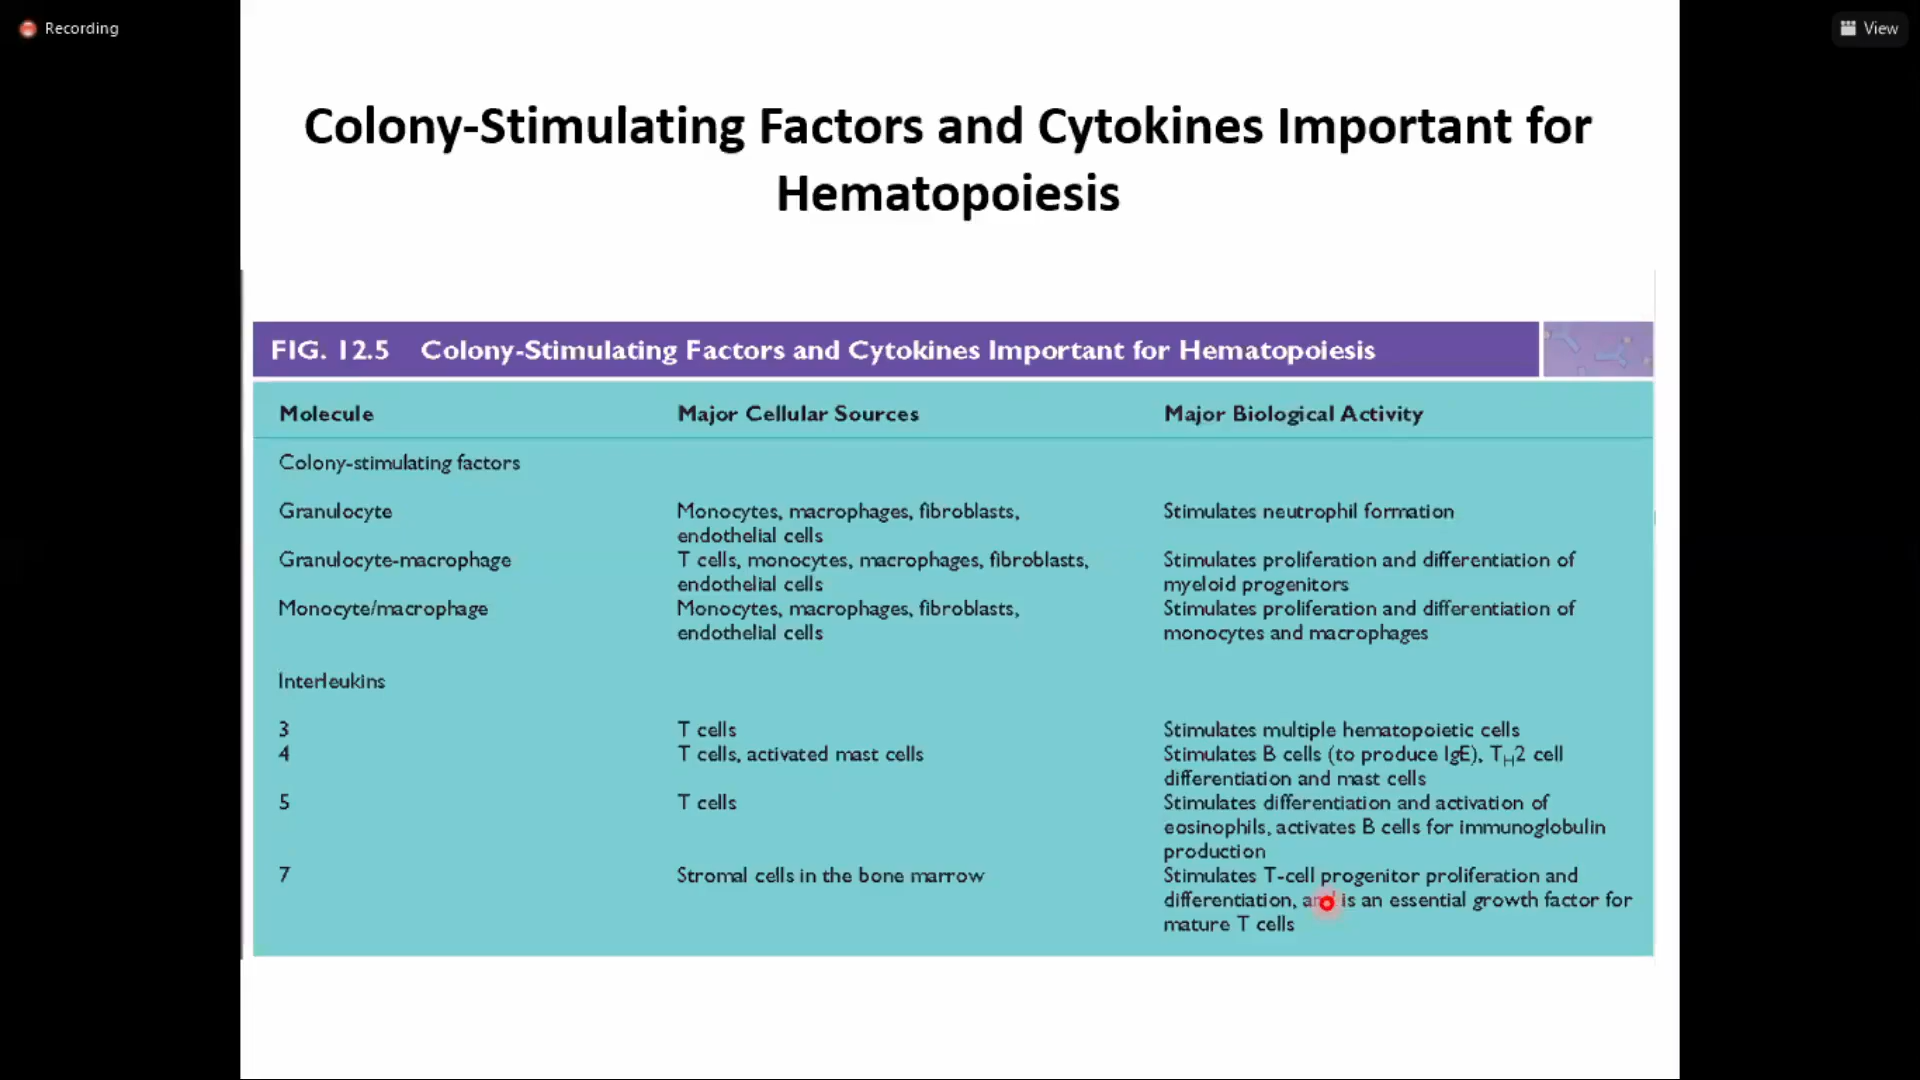 Recording
View
Colony-Stimulating Factors and Cytokines Important for
Hematopoiesis
FIG. 12.5 Colony-Stimulating Factors and Cytokines Important for Hematopoiesis
Molecule Major Cellular Sources Major Biological Activity
Colony-stimulating factors
Granulocyte Monocytes, macrophages, fibroblasts, Stimulates neutrophil formation
endothelial cells
Granulocyte-macrophage T cells, monocytes, macrophages, fibroblasts, Stimulates proliferation and differentiation of
endothelial cells myeloid progenitors
Monocyte/macrophage Monocytes, macrophages, fibroblasts, Stimulates proliferation and differentiation of
endothelial cells monocytes and macrophages
Interleukins
3 T cells Stimulates multiple hematopoietic cells
4 T cells, activated mast cells Stimulates B cells (to produce IgE), TH2 cell
differentiation and mast cells
5 T cells Stimulates differentiation and activation of
eosinophils, activates B cells for immunoglobulin
production
7 Stromal cells in the bone marrow Stimulates T-cell progenitor proliferation and
differentiation, and is an essential growth factor for
mature T cells